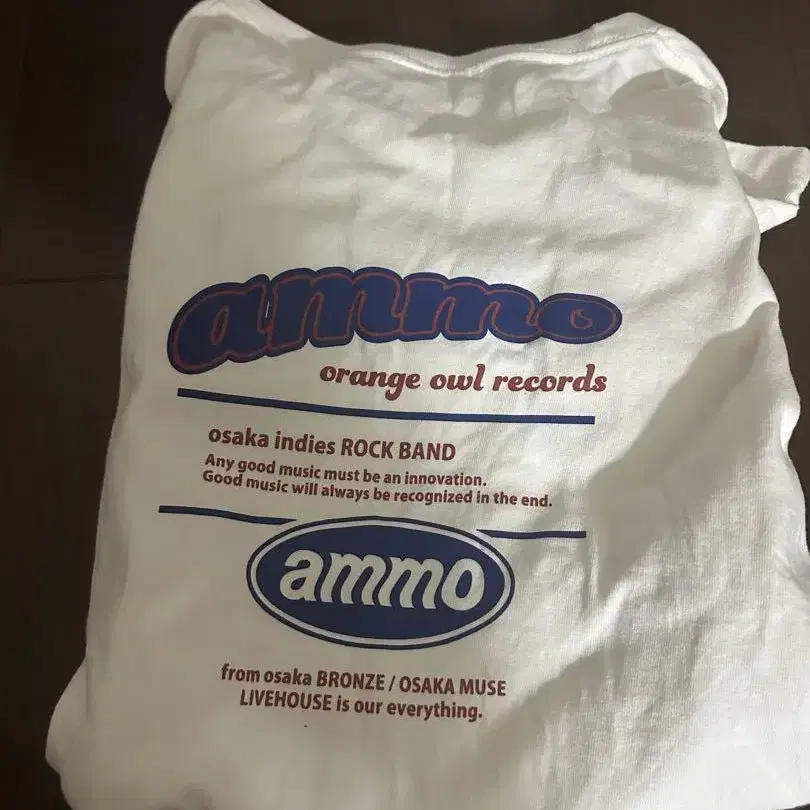 ammo
orange owl records
osaka indies ROCK BAND
Any good music must be an innovation.
Good music will always be recognized in the end.
ammo
from osaka BRONZE / OSAKA MUSE
LIVEHOUSE is our everything.